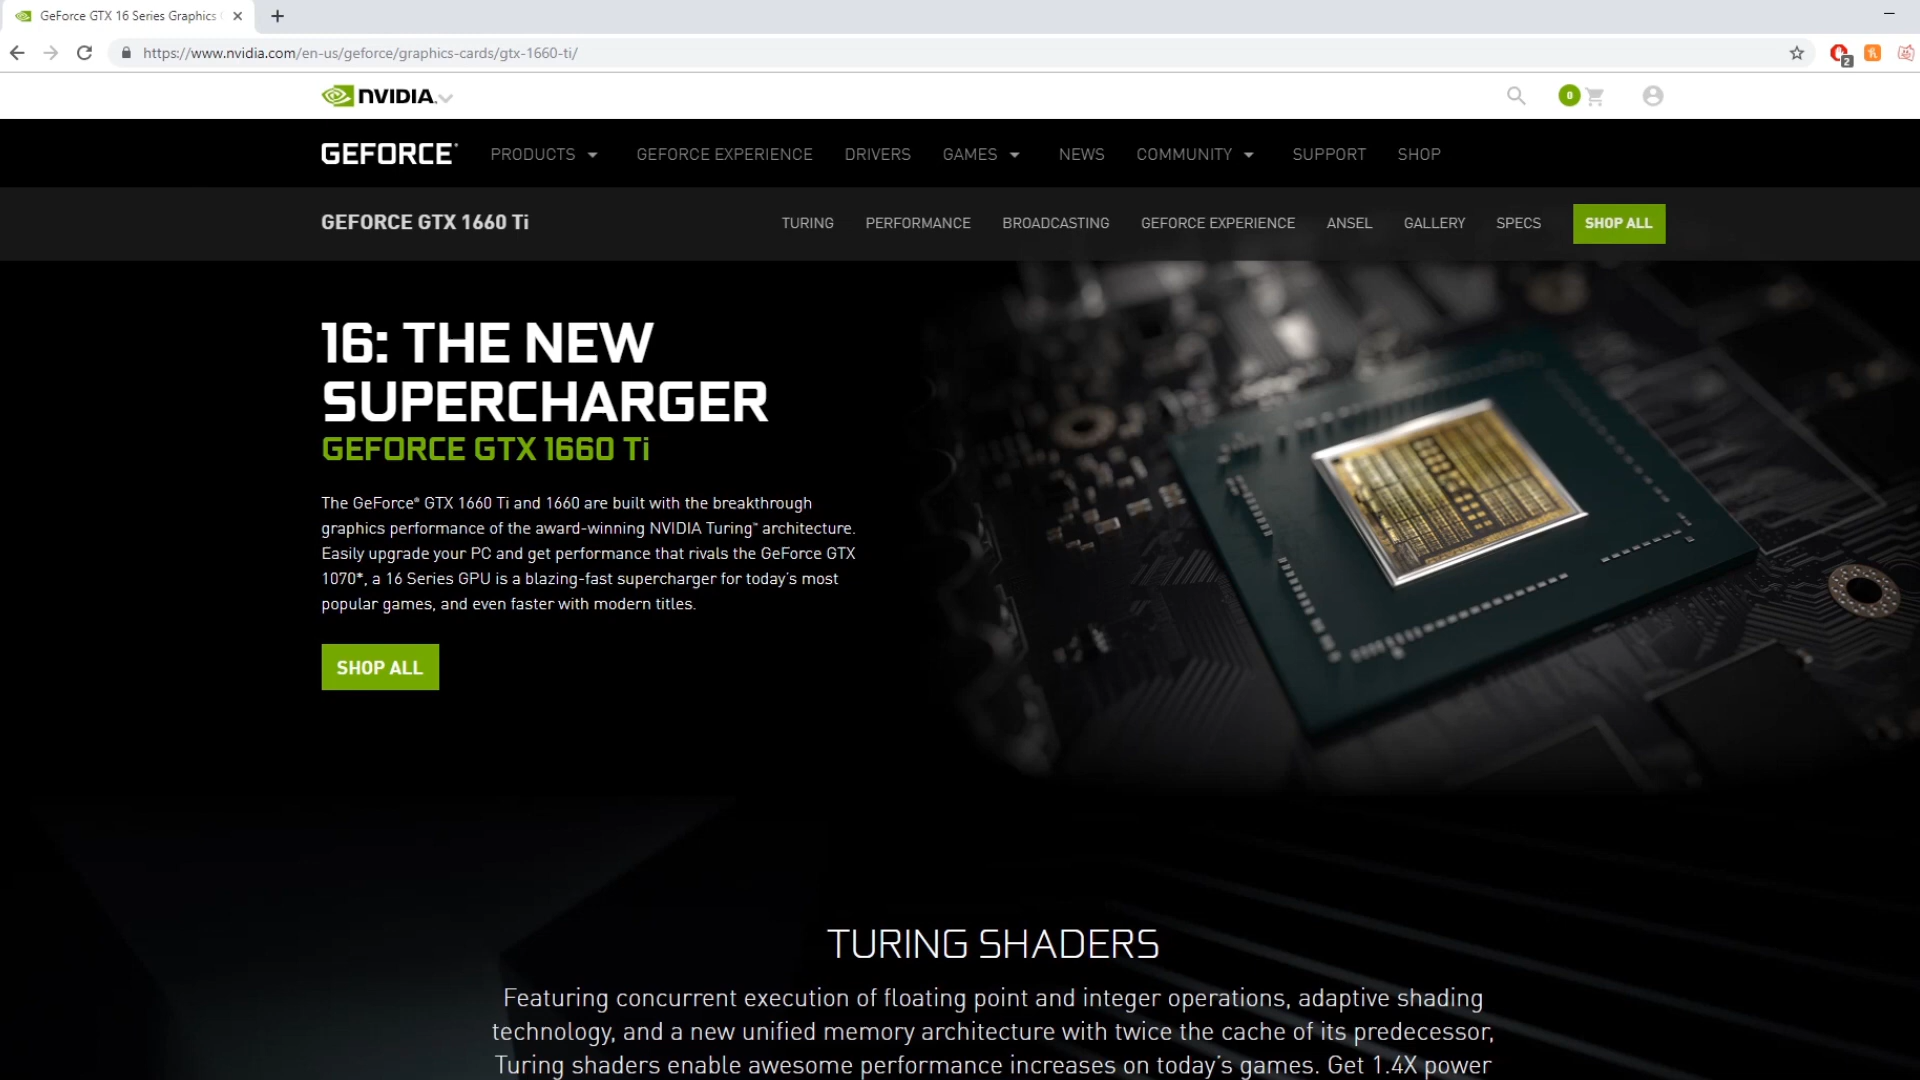 GeForce GTX 16 Series Graphics
https://www.nvidia.com/en-us/geforce/graphics-cards/gtx-1660-ti/
2
NVIDIA.
0
GEFORCE® PRODUCTS GEFORCE EXPERIENCE DRIVERS GAMES NEWS COMMUNITY SUPPORT SHOP
GEFORCE GTX 1660 Ti TURING PERFORMANCE BROADCASTING GEFORCE EXPERIENCE ANSEL GALLERY SPECS SHOP ALL
16: THE NEW
SUPERCHARGER
GEFORCE GTX 1660 Ti
The GeForce® GTX 1660 Ti and 1660 are built with the breakthrough
graphics performance of the award-winning NVIDIA Turing™ architecture.
Easily upgrade your PC and get performance that rivals the GeForce GTX
1070*, a 16 Series GPU is a blazing-fast supercharger for today's most
popular games, and even faster with modern titles.
SHOP ALL
TURING SHADERS
Featuring concurrent execution of floating point and integer operations, adaptive shading
technology, and a new unified memory architecture with twice the cache of its predecessor,
Turing shaders enable awesome performance increases on today's games. Get 1.4X power